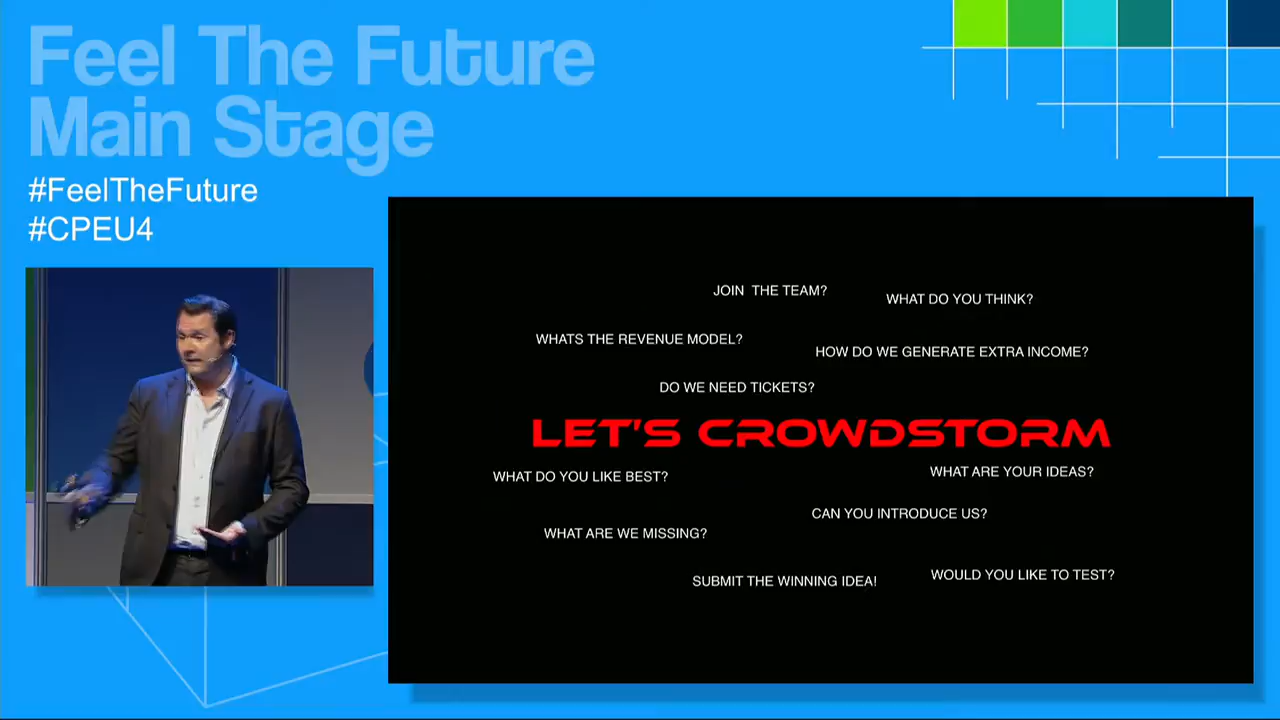 Feel The Future
Main Stage
#FeelTheFuture
#CPEU4
JOIN THE TEAM?
WHAT DO YOU THINK?
WHATS THE REVENUE MODEL?
HOW DO WE GENERATE EXTRA INCOME?
DO WE NEED TICKETS?
LET'S CROWDSTORM
WHAT DO YOU LIKE BEST?
WHAT ARE YOUR IDEAS?
CAN YOU INTRODUCE US?
WHAT ARE WE MISSING?
SUBMIT THE WINNING IDEA!
WOULD YOU LIKE TO TEST?